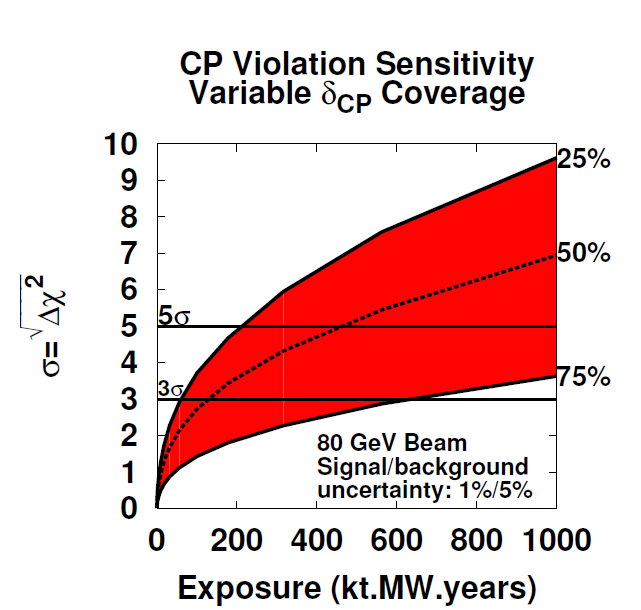 CP Violation Sensitivity
Variable δCP Coverage
10
9
8
7
6
5
4
3
2
1
0
σ= √Δχ²
5σ
3σ
25%
50%
75%
80 GeV Beam
Signal/background
uncertainty: 1%/5%
0 200 400 600 800 1000
Exposure (kt.MW.years)